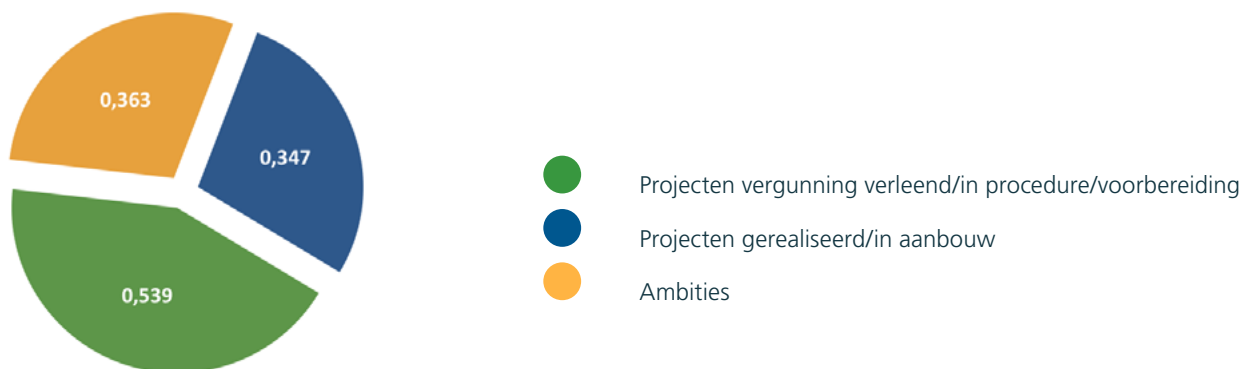 0,363
0,347
0,539
Projecten vergunning verleend/in procedure/voorbereiding
Projecten gerealiseerd/in aanbouw
Ambities